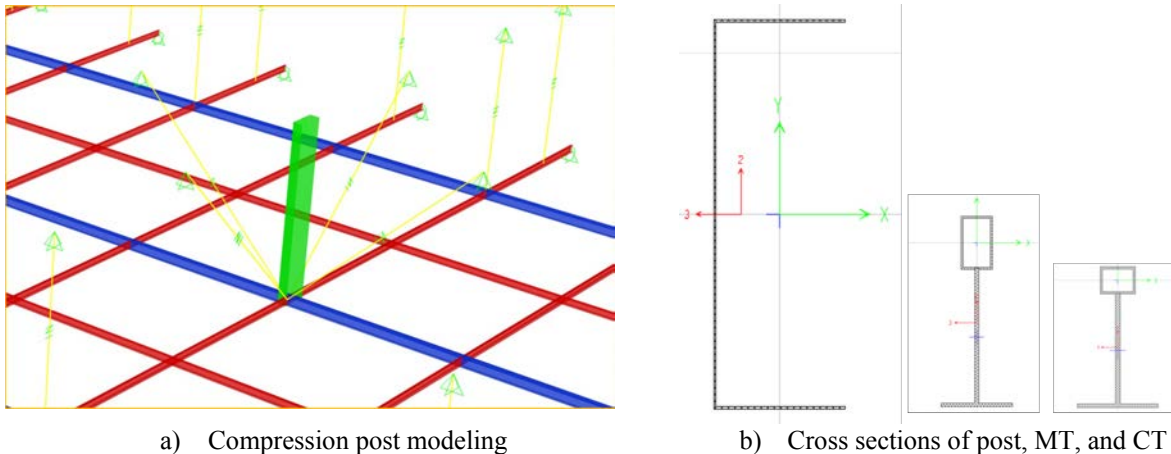 Y
X
2
3
a) Compression post modeling
b) Cross sections of post, MT, and CT